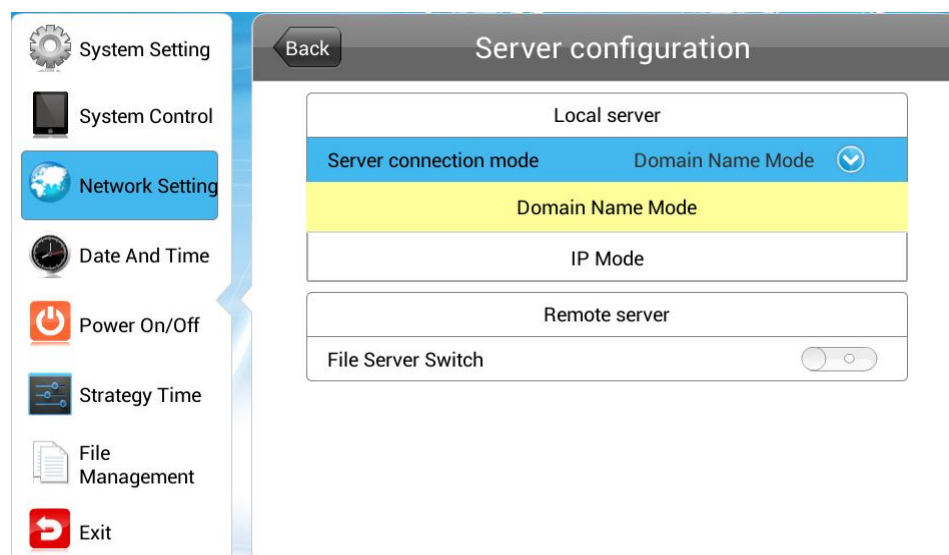 System Setting
System Control
Network Setting
Date And Time
Power On/Off
Strategy Time
File
Management
Exit
Back
Server configuration
Local server
Server connection mode Domain Name Mode
Domain Name Mode
IP Mode
Remote server
File Server Switch